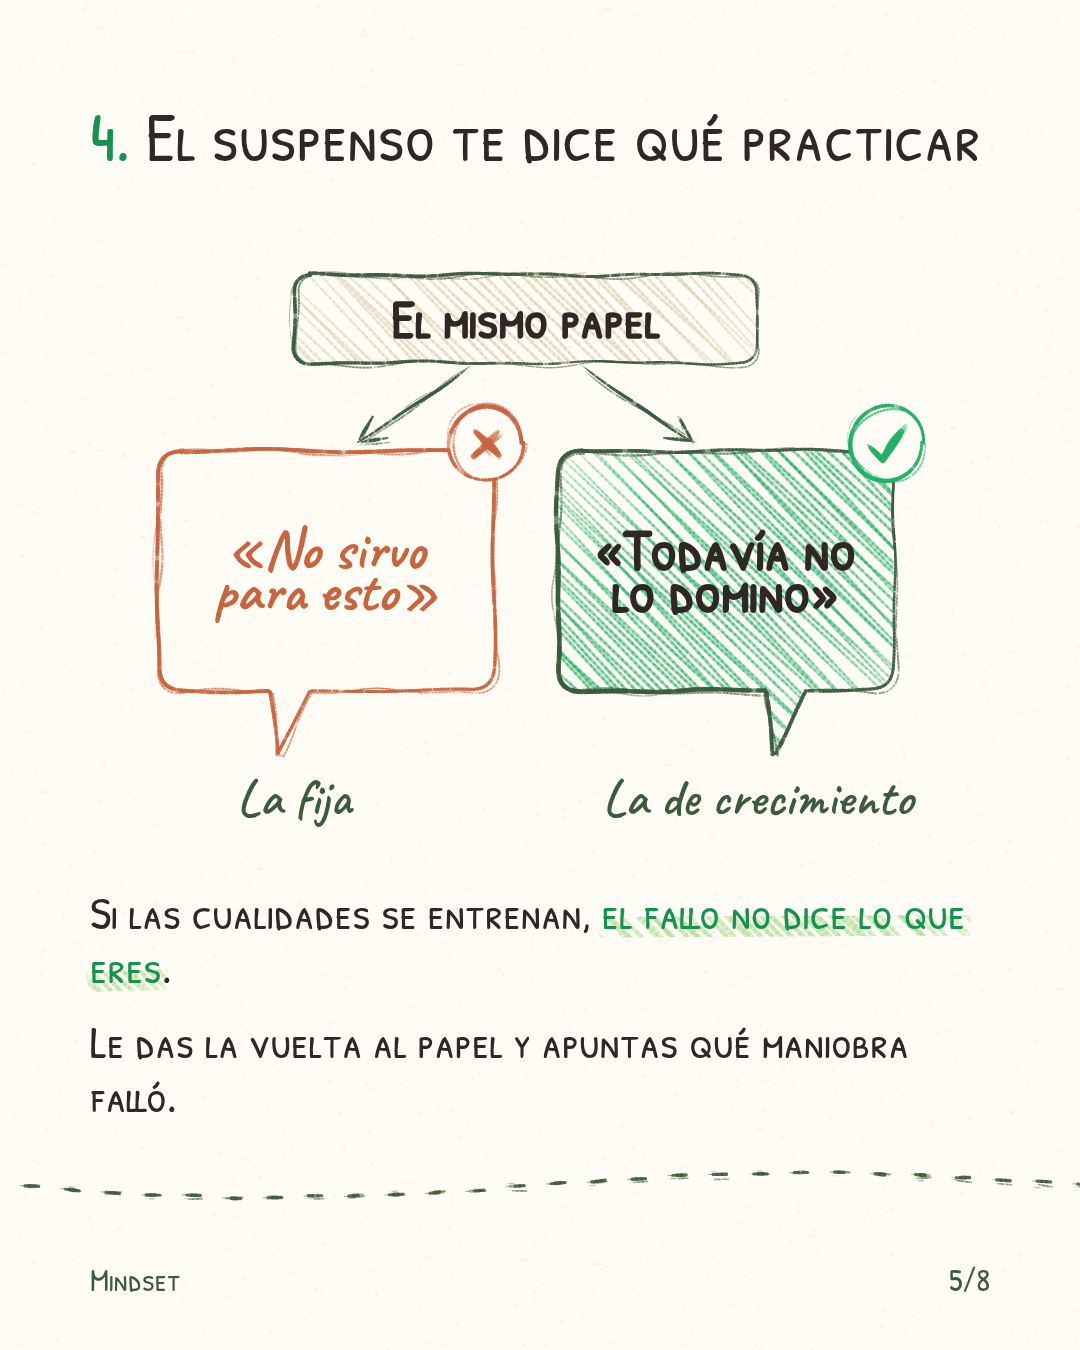 4. El suspenso te dice qué practicar
El mismo papel
«No sirvo
para esto»
«Todavía no
lo domino»
La fija
La de crecimiento
Si las cualidades se entrenan, el fallo no dice lo que
eres.
Le das la vuelta al papel y apuntas qué maniobra
falló.
Mindset
5/8